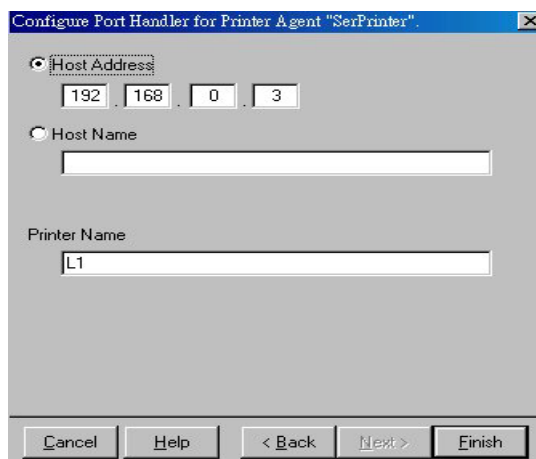 Configure Port Handler for Printer Agent "SerPrinter".
Host Address
192 . 168 . 0 . 3
Host Name
Printer Name
L1
Cancel Help < Back Next > Finish